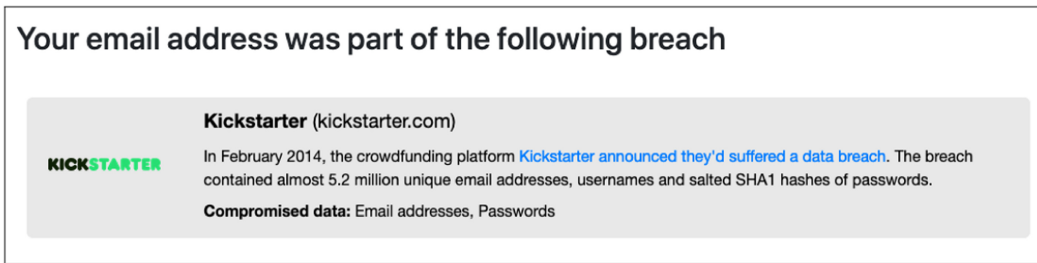 Your email address was part of the following breach
Kickstarter (kickstarter.com)
KICKSTARTER
In February 2014, the crowdfunding platform Kickstarter announced they'd suffered a data breach. The breach
contained almost 5.2 million unique email addresses, usernames and salted SHA1 hashes of passwords.
Compromised data: Email addresses, Passwords